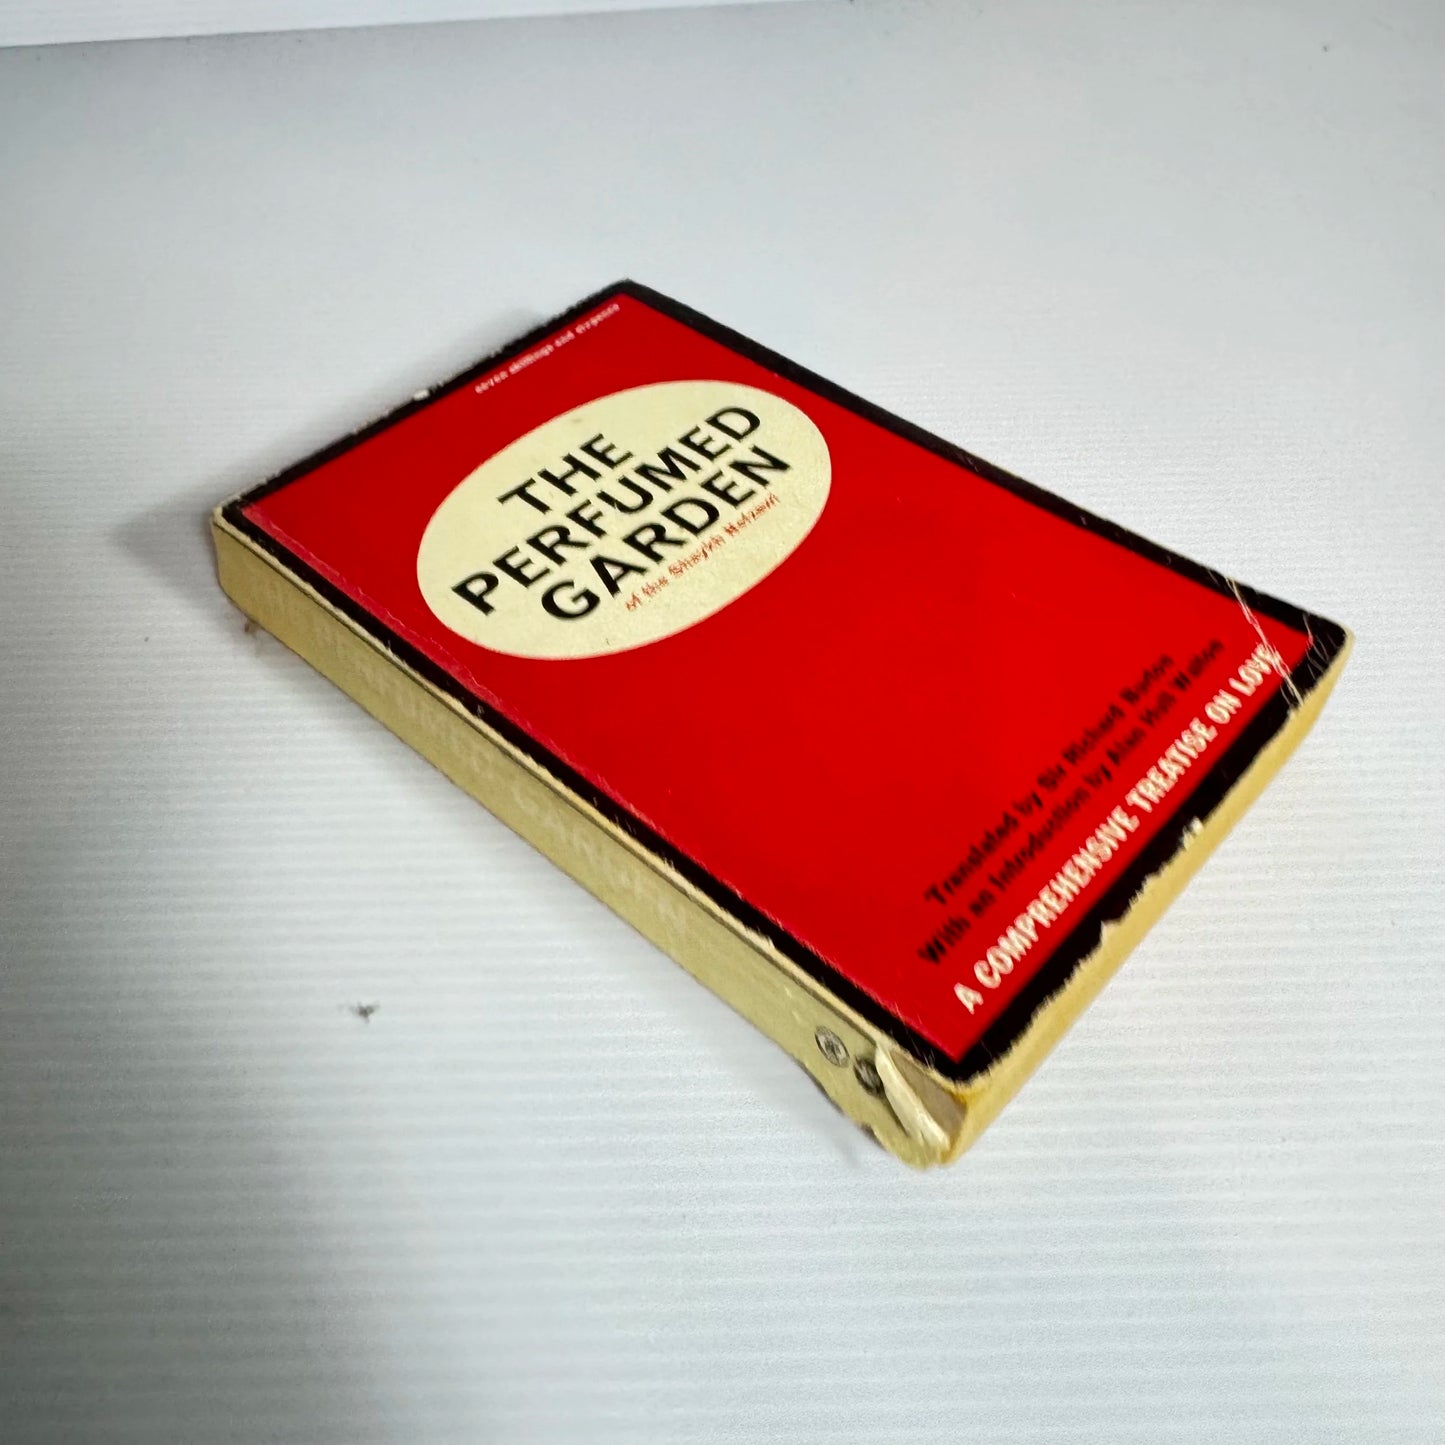 seven shillings and sixpence
THE
PERFUMED
GARDEN
of the Shaykh Nefzawi
Translated by Sir Richard Burton
With an Introduction by Alan Hull Walton
A COMPREHENSIVE TREATISE ON LOVE